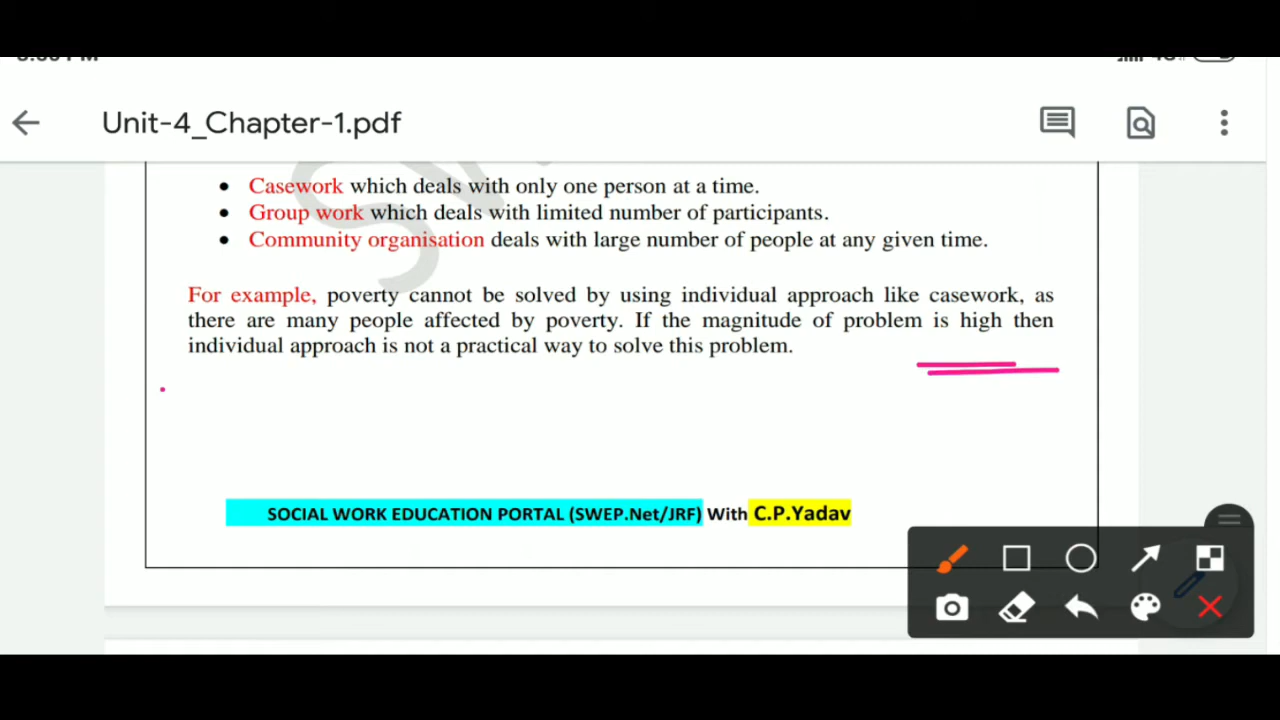 Unit-4_Chapter-1.pdf
• Casework which deals with only one person at a time.
• Group work which deals with limited number of participants.
• Community organisation deals with large number of people at any given time.
For example, poverty cannot be solved by using individual approach like casework, as
there are many people affected by poverty. If the magnitude of problem is high then
individual approach is not a practical way to solve this problem.
SOCIAL WORK EDUCATION PORTAL (SWEP.Net/JRF) With C.P.Yadav